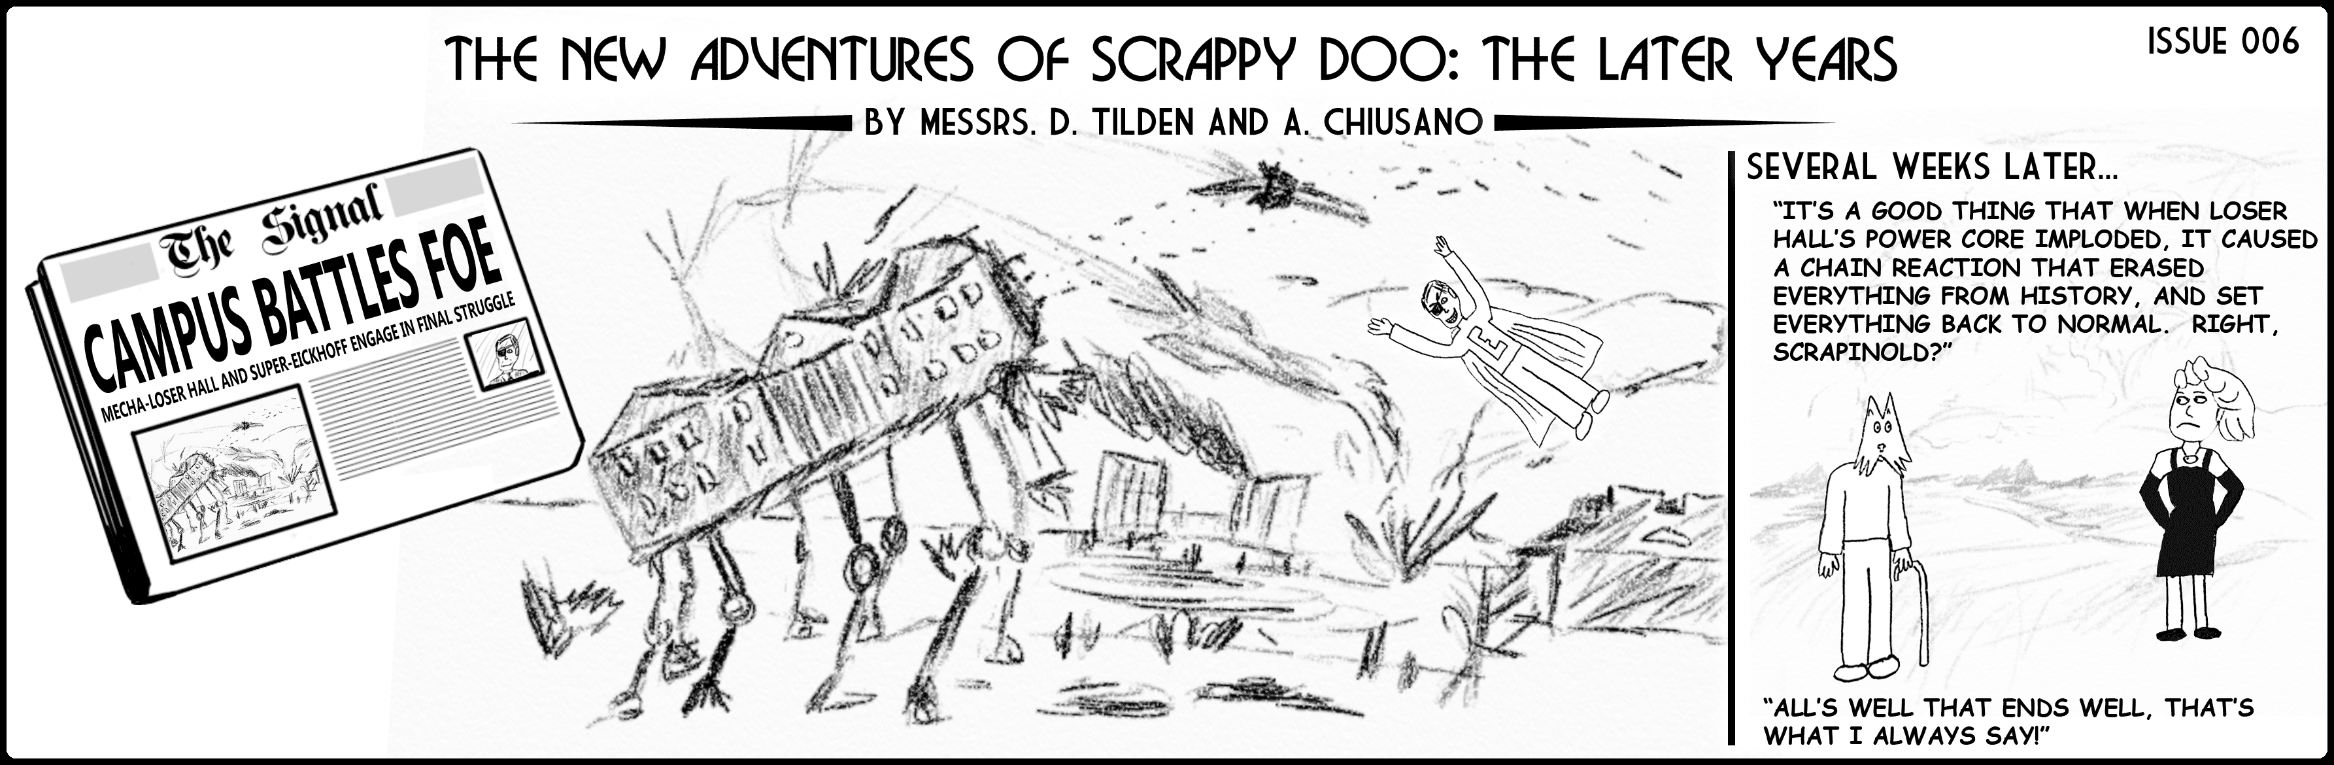 THE NEW ADVENTURES OF SCRAPPY DOO: THE LATER YEARS
ISSUE 006
BY MESSRS. D. TILDEN AND A. CHIUSANO
The Signal
CAMPUS BATTLES FOE
MECHA-LOSER HALL AND SUPER-EICKHOFF ENGAGE IN FINAL STRUGGLE
E
SEVERAL WEEKS LATER...
"IT'S A GOOD THING THAT WHEN LOSER
HALL'S POWER CORE IMPLODED, IT CAUSED
A CHAIN REACTION THAT ERASED
EVERYTHING FROM HISTORY, AND SET
EVERYTHING BACK TO NORMAL. RIGHT,
SCRAPINOLD?"
"ALL'S WELL THAT ENDS WELL, THAT'S
WHAT I ALWAYS SAY!"